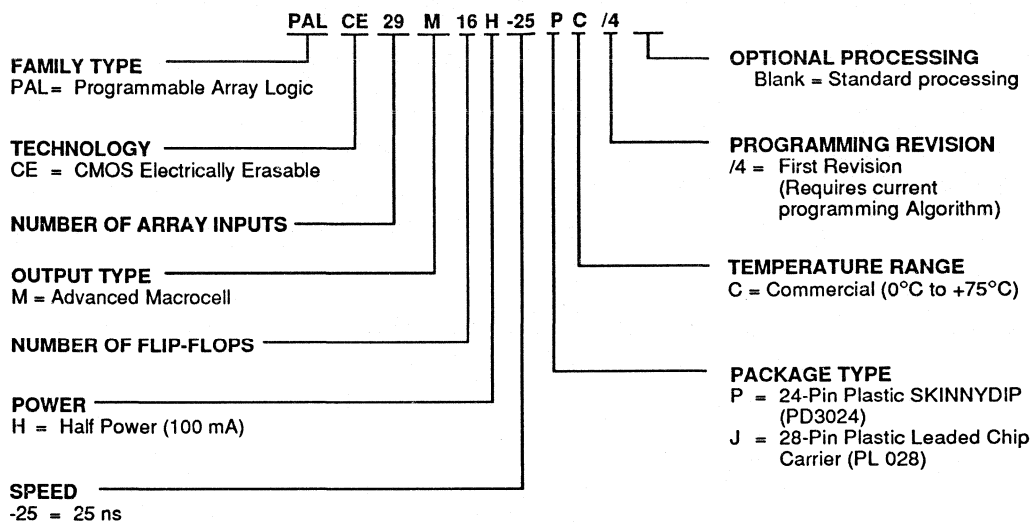 PAL CE 29 M 16 H -25 P C /4
FAMILY TYPE
PAL= Programmable Array Logic
TECHNOLOGY
CE = CMOS Electrically Erasable
NUMBER OF ARRAY INPUTS
OUTPUT TYPE
M = Advanced Macrocell
NUMBER OF FLIP-FLOPS
POWER
H = Half Power (100 mA)
SPEED
-25 = 25 ns
OPTIONAL PROCESSING
Blank = Standard processing
PROGRAMMING REVISION
/4 = First Revision
(Requires current
programming Algorithm)
TEMPERATURE RANGE
C = Commercial (0°C to +75°C)
PACKAGE TYPE
P = 24-Pin Plastic SKINNYDIP
(PD3024)
J = 28-Pin Plastic Leaded Chip
Carrier (PL 028)